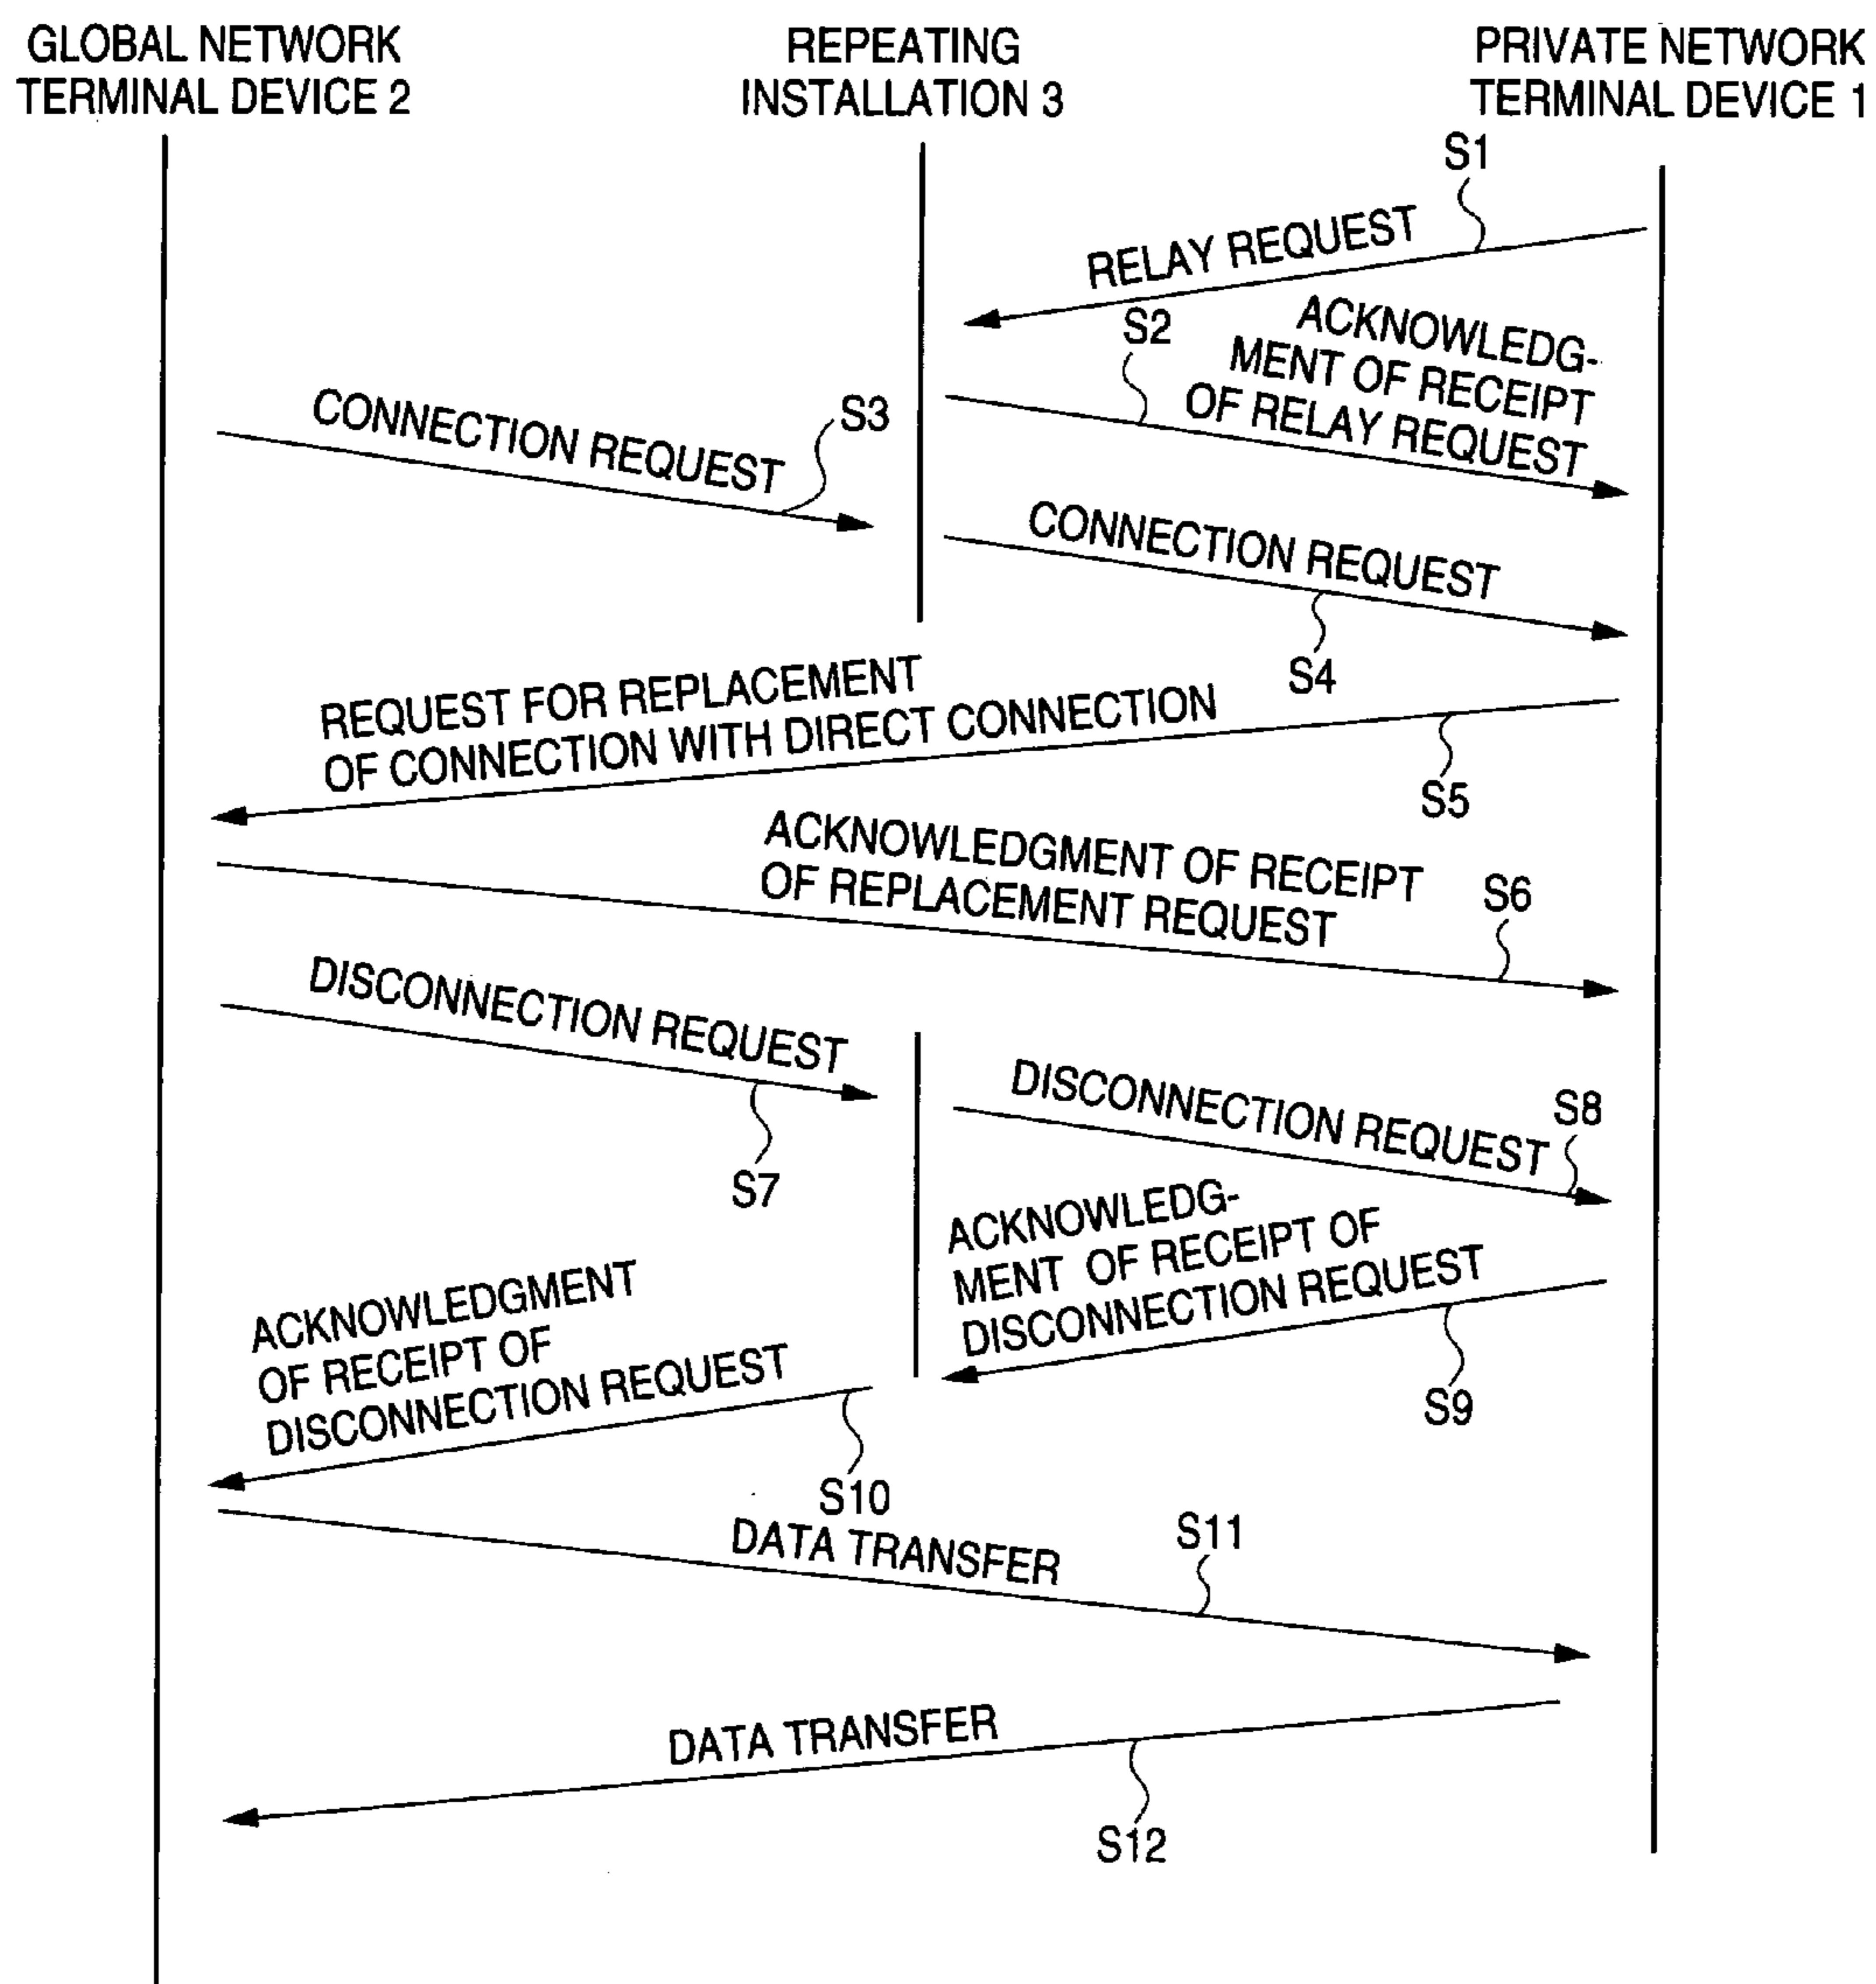 GLOBAL NETWORK
TERMINAL DEVICE 2
REPEATING
INSTALLATION 3
PRIVATE NETWORK
TERMINAL DEVICE 1
S1
RELAY REQUEST
S2
ACKNOWLEDG-
MENT OF RECEIPT
OF RELAY REQUEST
CONNECTION REQUEST
S3
CONNECTION REQUEST
S4
REQUEST FOR REPLACEMENT
OF CONNECTION WITH DIRECT CONNECTION
S5
ACKNOWLEDGMENT OF RECEIPT
OF REPLACEMENT REQUEST
S6
DISCONNECTION REQUEST
S7
DISCONNECTION REQUEST
S8
ACKNOWLEDG-
MENT OF RECEIPT OF
DISCONNECTION REQUEST
S9
ACKNOWLEDGMENT
OF RECEIPT OF
DISCONNECTION REQUEST
S10
DATA TRANSFER
S11
DATA TRANSFER
S12